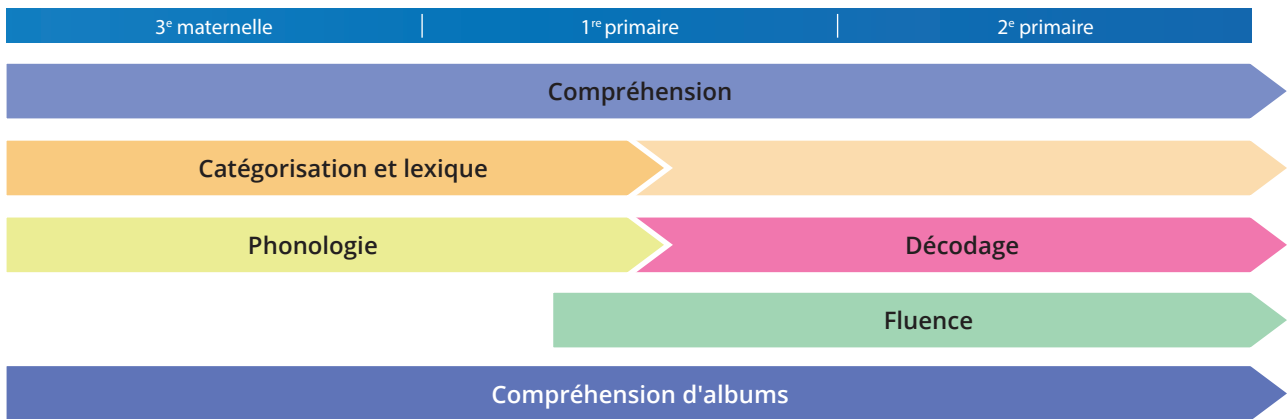 3e maternelle
1re primaire
2e primaire
Compréhension
Catégorisation et lexique
Phonologie
Décodage
Fluence
Compréhension d'albums